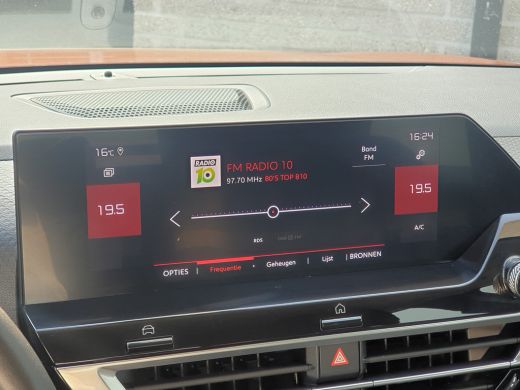 16°C
16:24
RADIO 10
FM RADIO 10
97.70 MHz 80'S TOP 810
Bond
FM
19.5
19.5
A/C
RDS
OPTIES
Frequentie
Geheugen
Lijst
BRONNEN